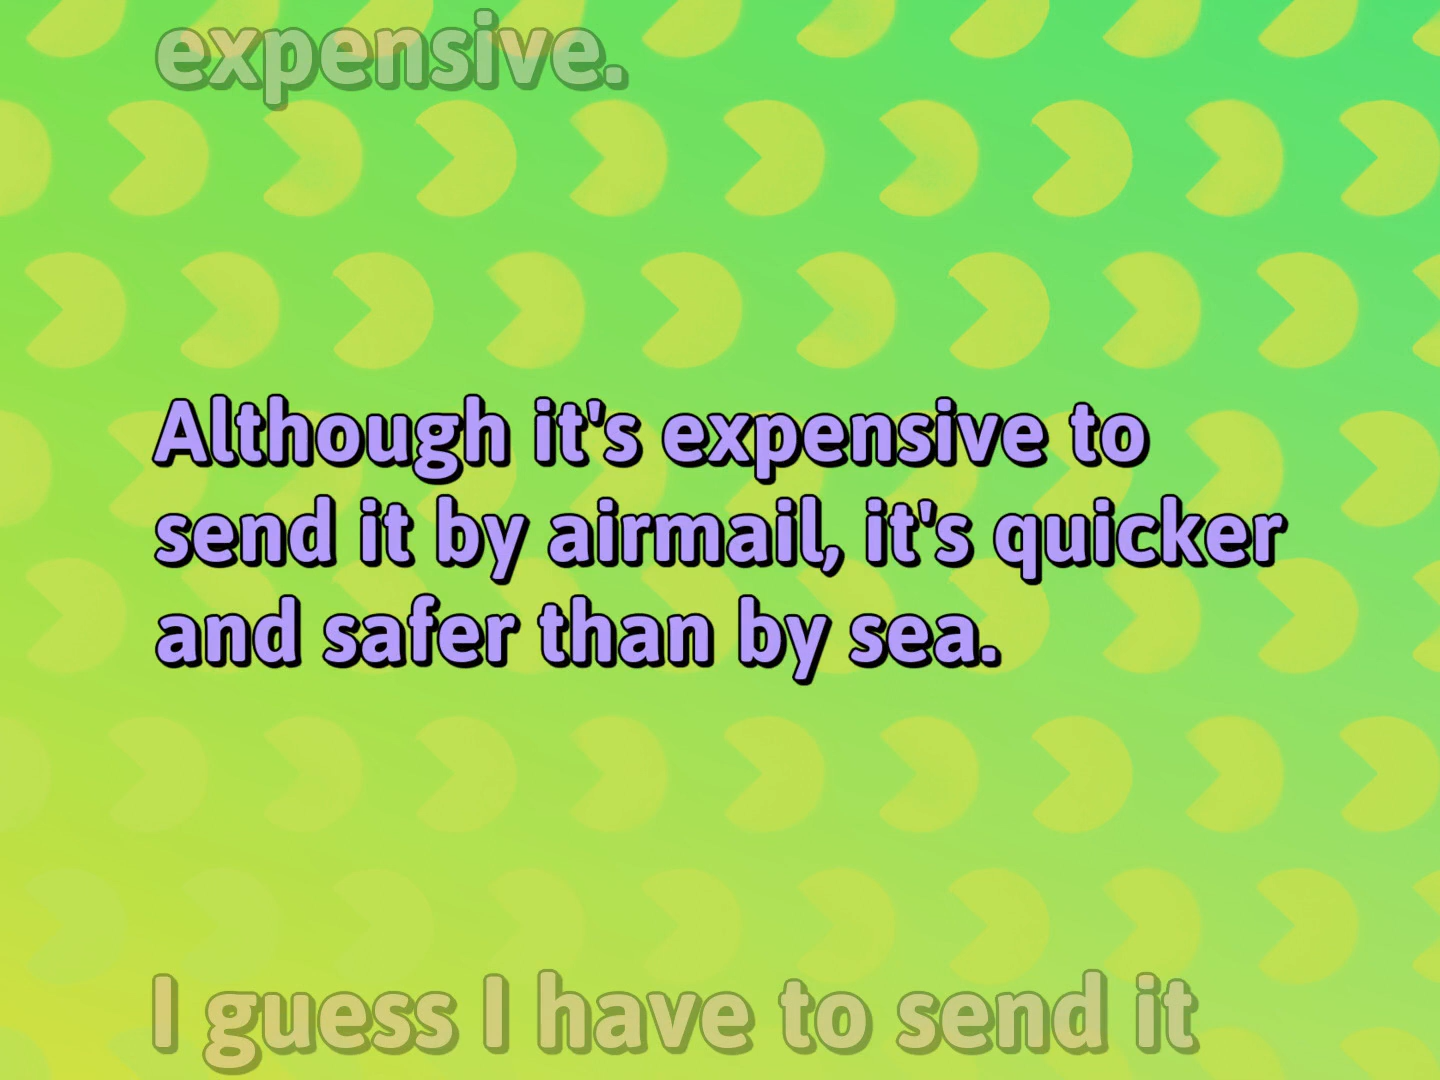 expensive.
Although it's expensive to
send it by airmail, it's quicker
and safer than by sea.
I guess I have to send it